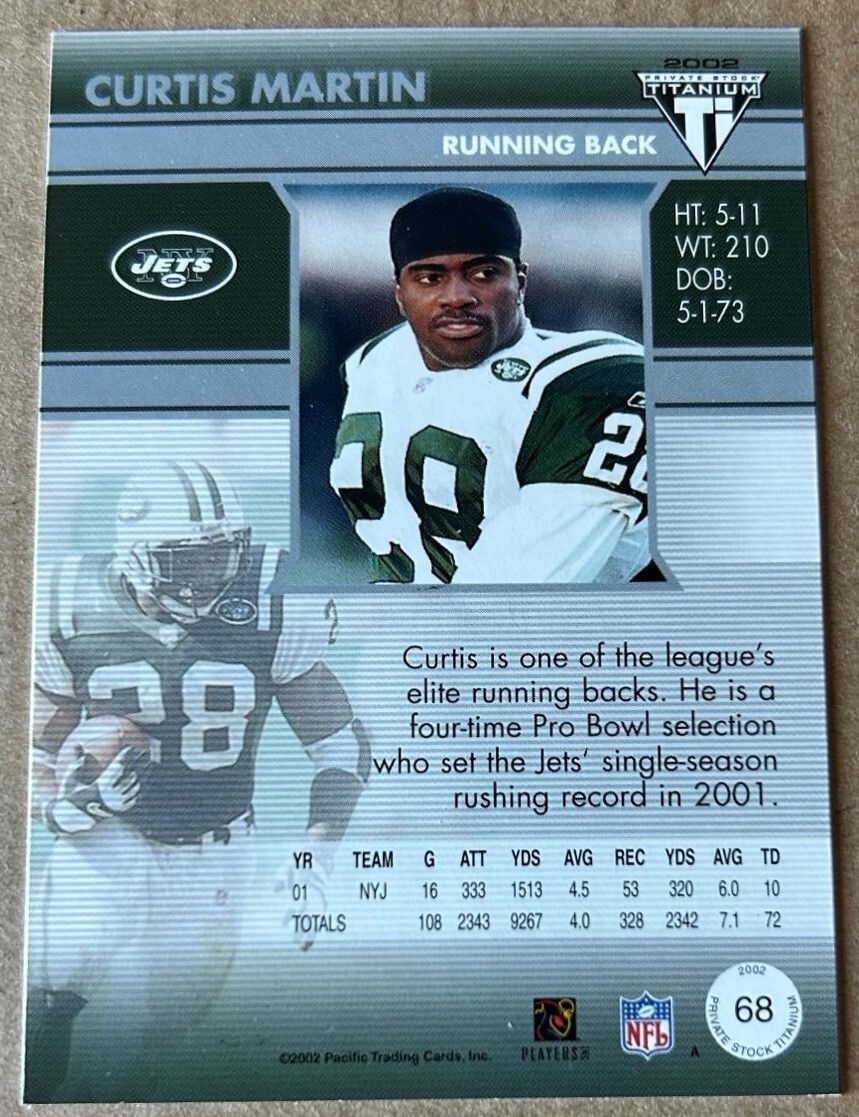 2002
PRIVATE STOCK
TITANIUM
Ti
CURTIS MARTIN
RUNNING BACK
HT: 5-11
WT: 210
DOB:
5-1-73
NY
JETS
JETS
28
28
Curtis is one of the league's
elite running backs. He is a
four-time Pro Bowl selection
who set the Jets' single-season
rushing record in 2001.
YR TEAM G ATT YDS AVG REC YDS AVG TD
01 NYJ 16 333 1513 4.5 53 320 6.0 10
TOTALS 108 2343 9267 4.0 328 2342 7.1 72
2002
68
PRIVATE STOCK TITANIUM
©2002 Pacific Trading Cards, Inc.
PLAYERS INC
NFL
A